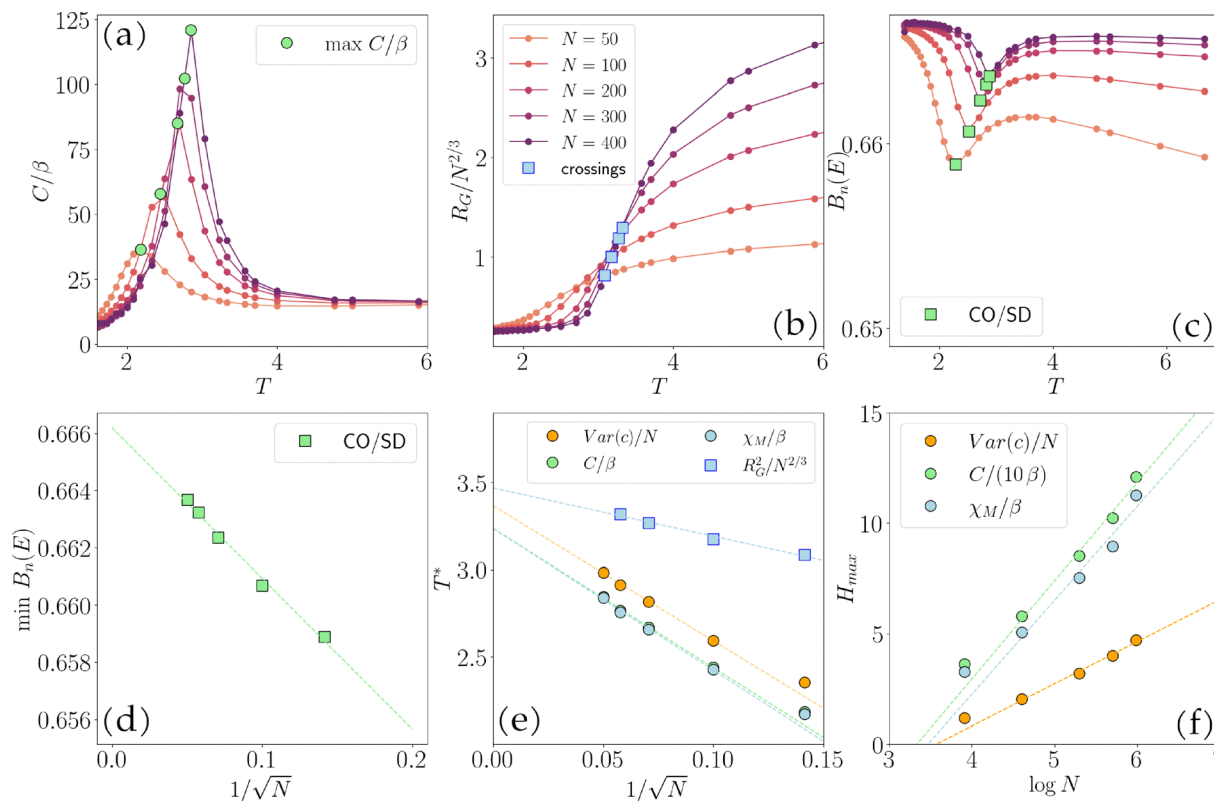 (a)
max C/β
125
100
75
50
25
0
C/β
2
4
6
T
N = 50
N = 100
N = 200
N = 300
N = 400
crossings
3
2
1
R_G/N^{2/3}
2
4
6
T
(b)
0.66
0.65
B_n(E)
CO/SD
(c)
2
4
6
T
0.666
0.664
0.662
0.660
0.658
0.656
min B_n(E)
CO/SD
(d)
0.0
0.1
0.2
1/√N
Var(c)/N
χ_M/β
C/β
R_G^2/N^{2/3}
3.5
3.0
2.5
T*
(e)
0.00
0.05
0.10
0.15
1/√N
15
10
5
0
H_{max}
Var(c)/N
C/(10β)
χ_M/β
(f)
3
4
5
6
log N